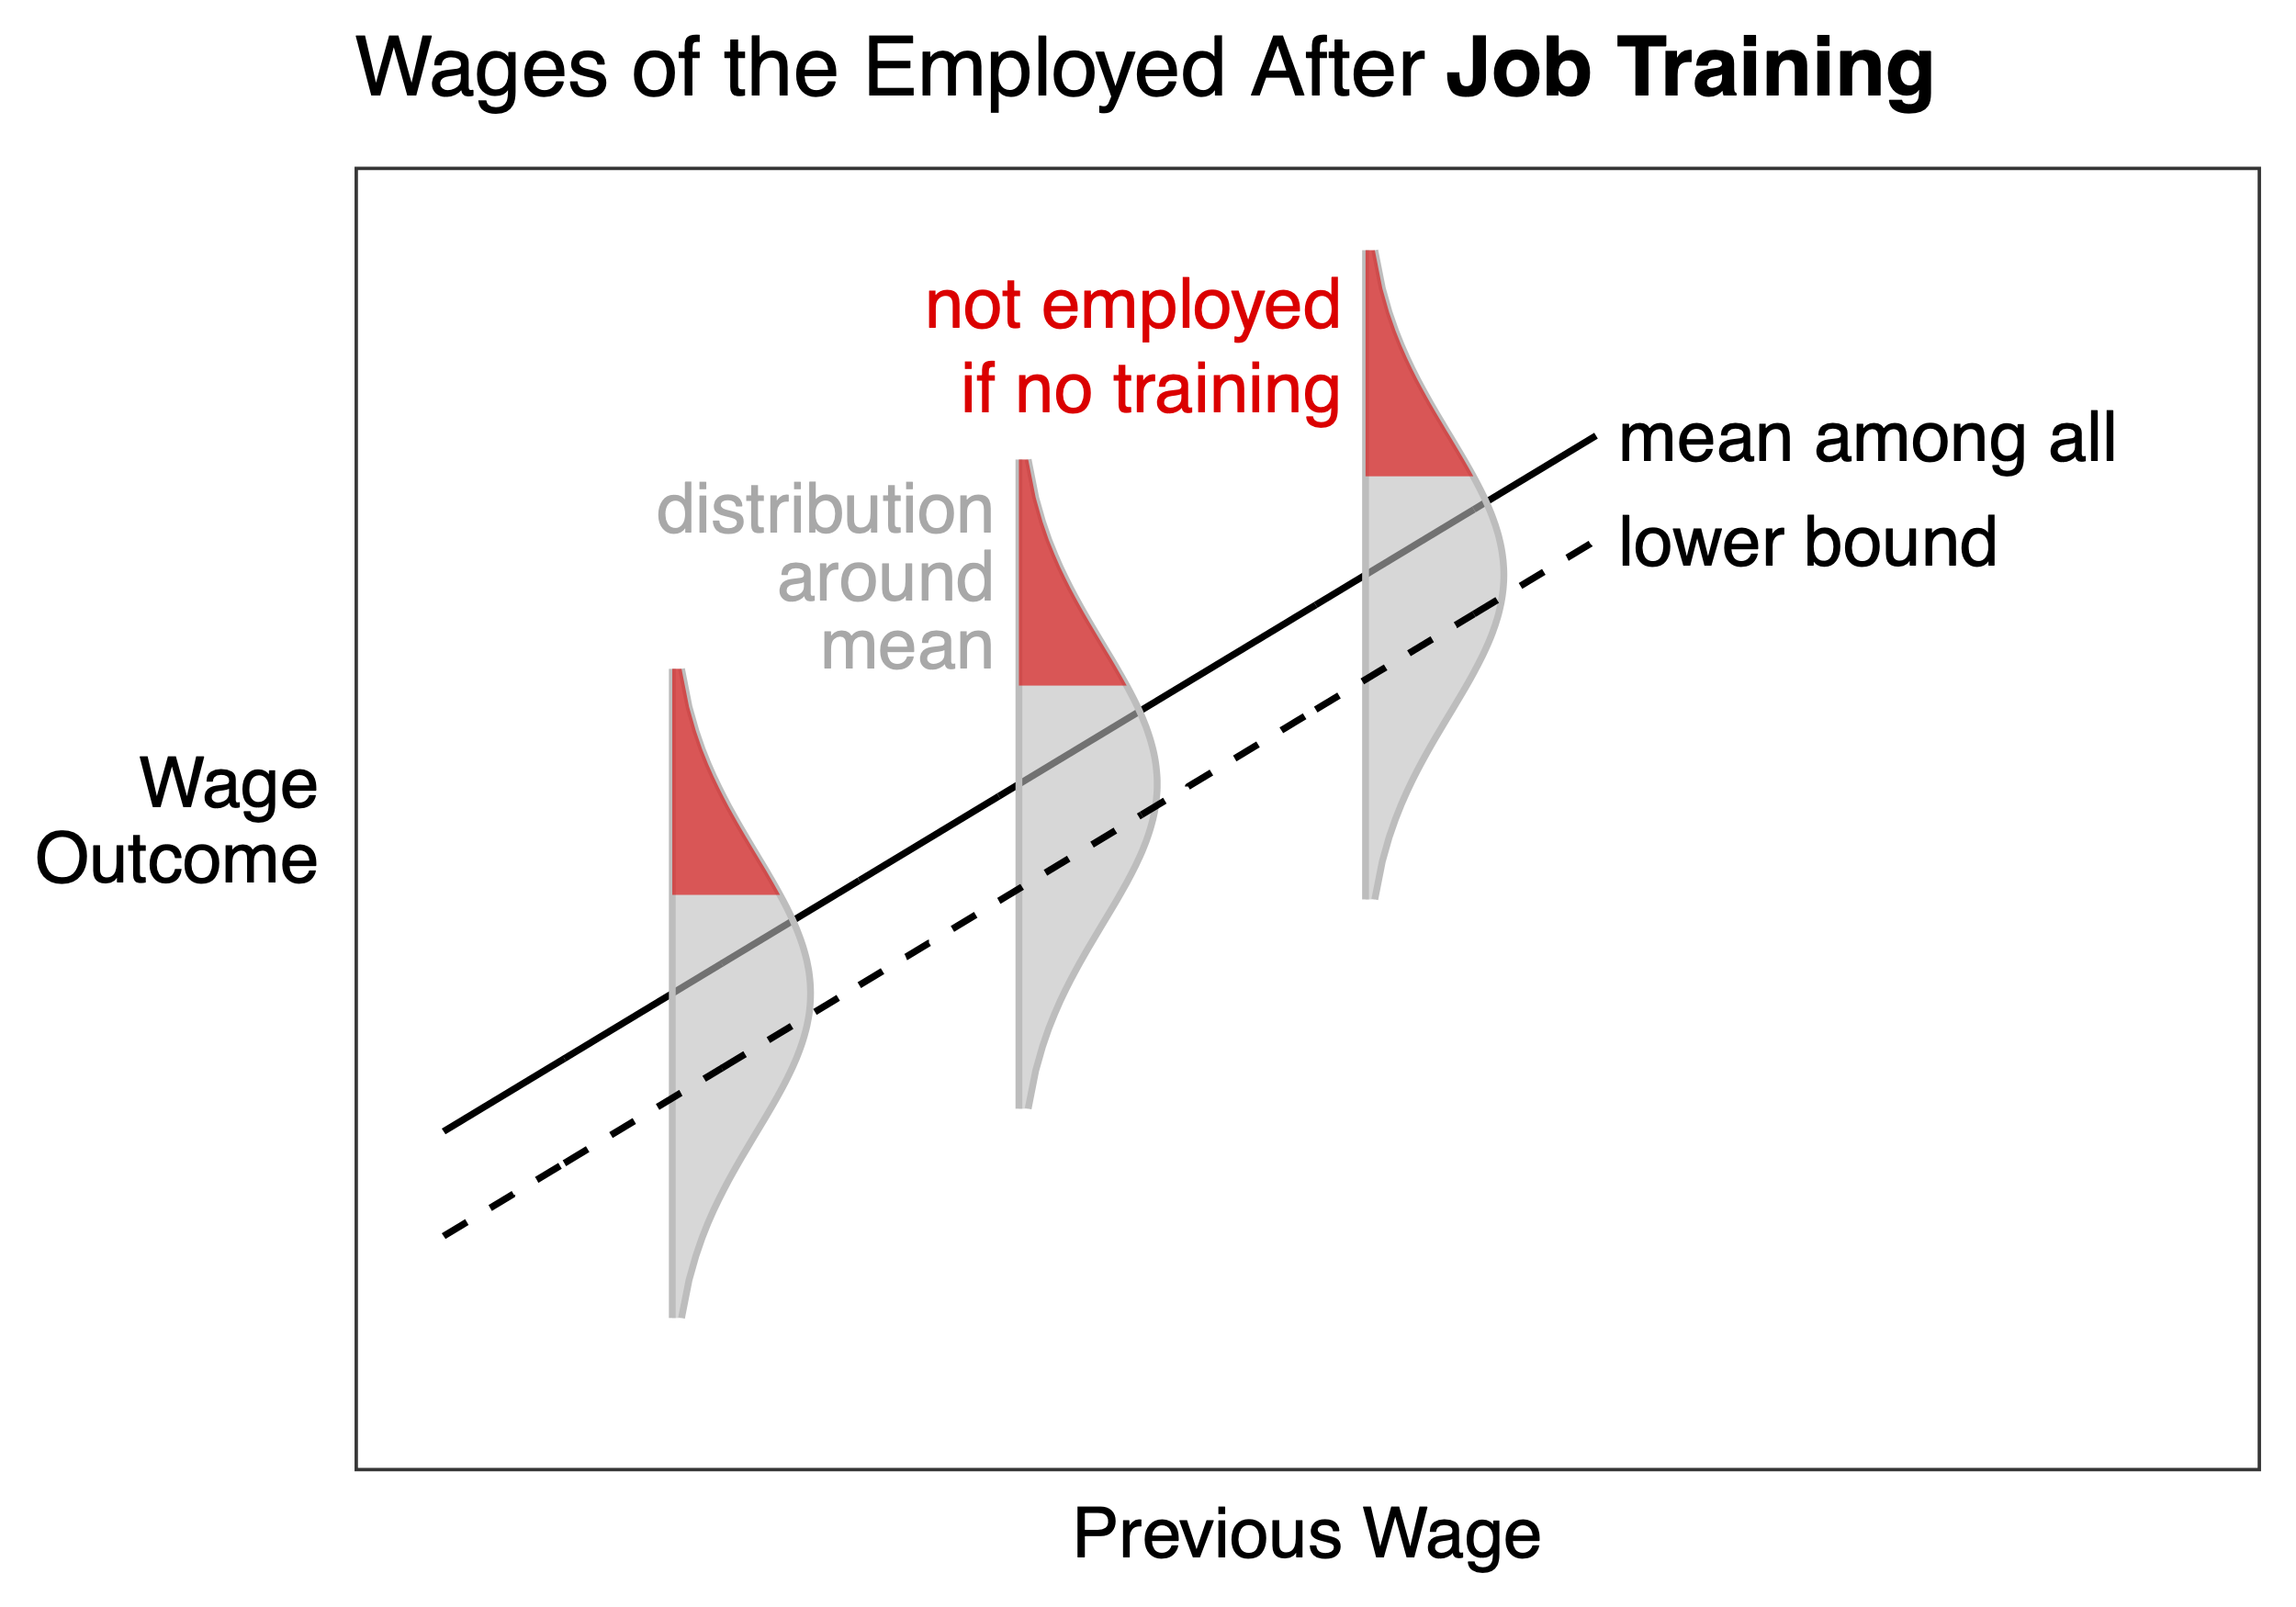 Wages of the Employed After Job Training
not employed
if no training
mean among all
distribution
around
mean
lower bound
Wage
Outcome
Previous Wage